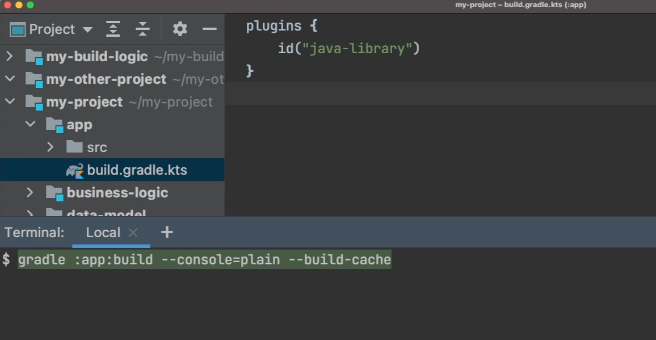 my-project – build.gradle.kts (:app)
Project
my-build-logic ~/my-build
my-other-project ~/my-ot
my-project ~/my-project
app
src
build.gradle.kts
business-logic
data-model
plugins {
id("java-library")
}
Terminal: Local × +
$ gradle :app:build --console=plain --build-cache